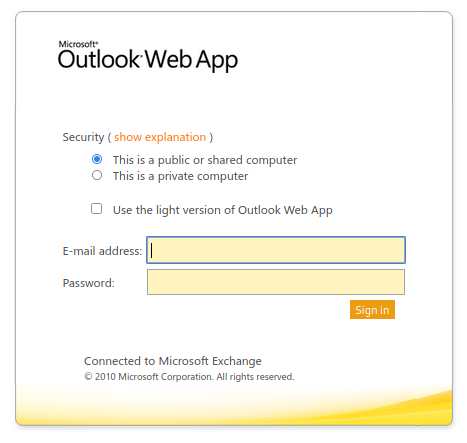 Microsoft®
Outlook® Web App
Security ( show explanation )
This is a public or shared computer
This is a private computer
Use the light version of Outlook Web App
E-mail address:
Password:
Sign in
Connected to Microsoft Exchange
© 2010 Microsoft Corporation. All rights reserved.